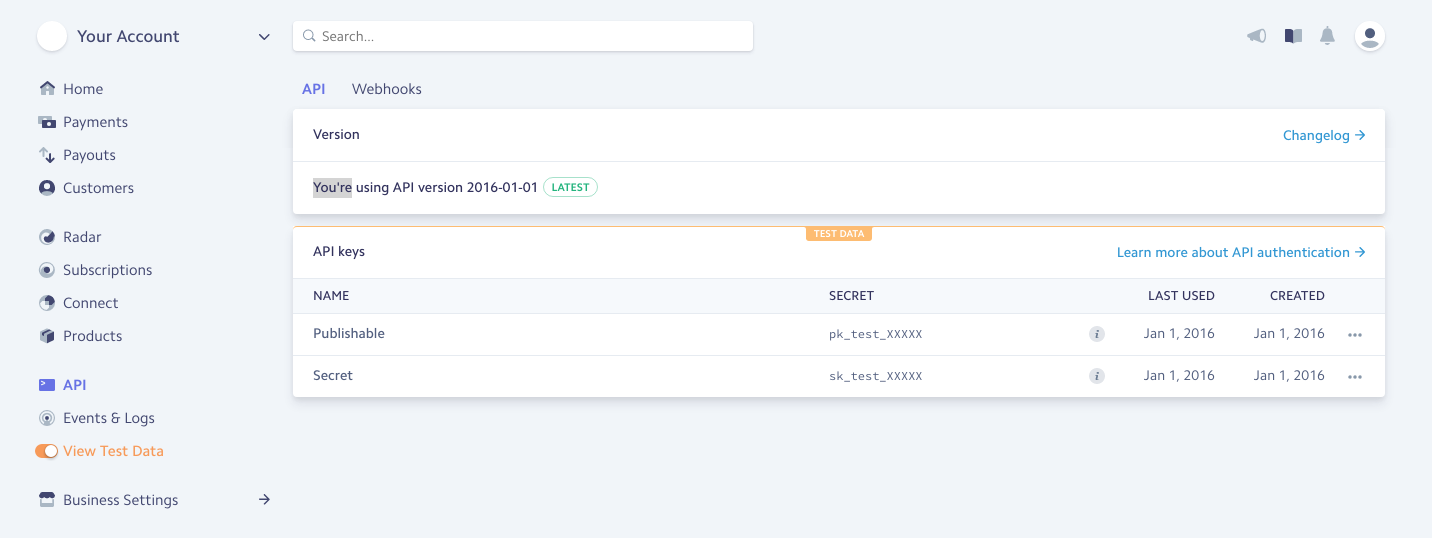 Your Account
Search...
Home
Payments
Payouts
Customers
Radar
Subscriptions
Connect
Products
API
Events & Logs
View Test Data
Business Settings
API Webhooks
Version Changelog →
You're using API version 2016-01-01 LATEST
TEST DATA
API keys Learn more about API authentication →
NAME SECRET LAST USED CREATED
Publishable pk_test_XXXXX i Jan 1, 2016 Jan 1, 2016 •••
Secret sk_test_XXXXX i Jan 1, 2016 Jan 1, 2016 •••